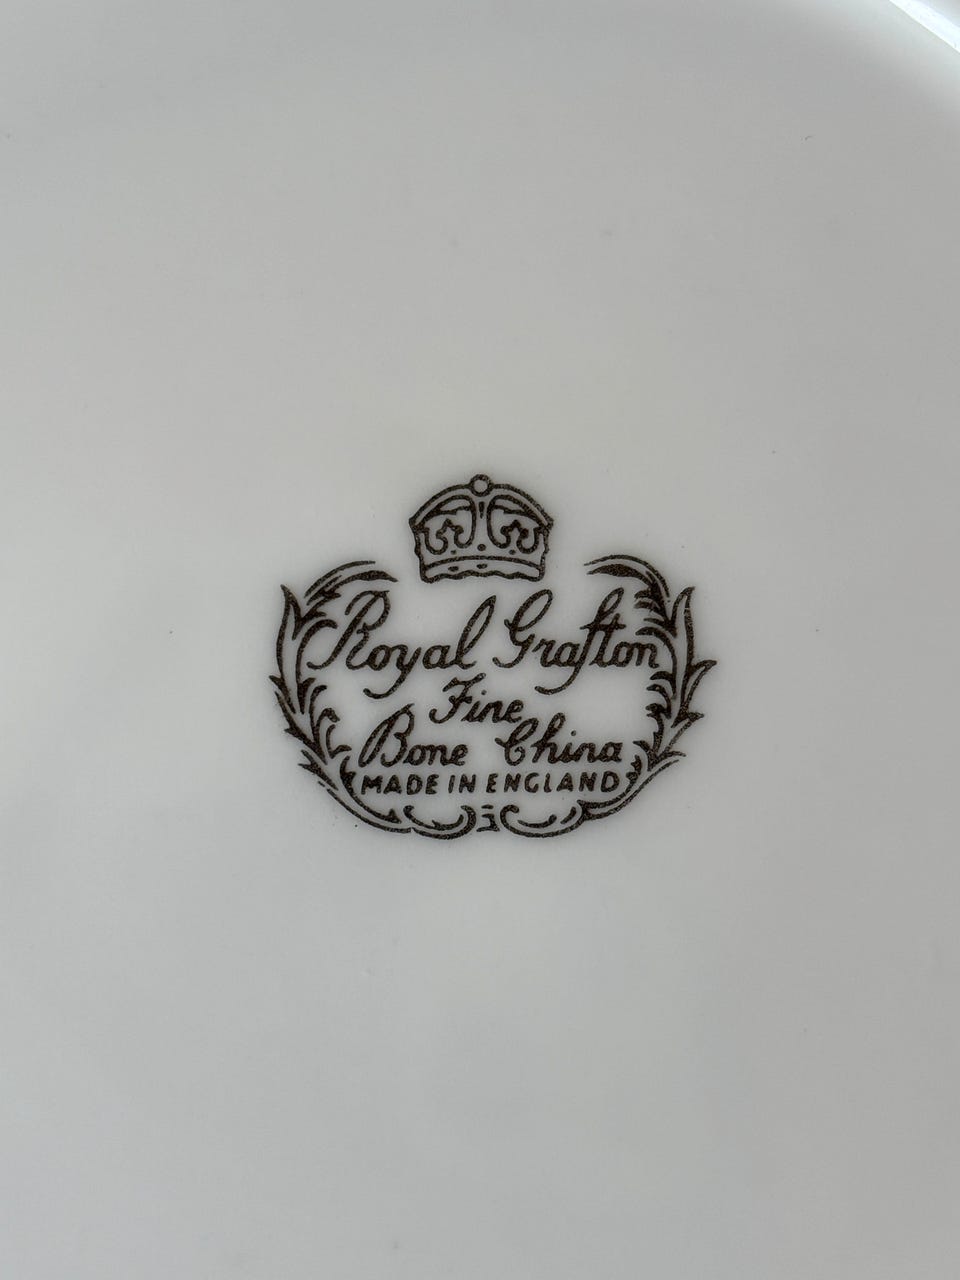 Royal Grafton
Fine
Bone China
MADE IN ENGLAND